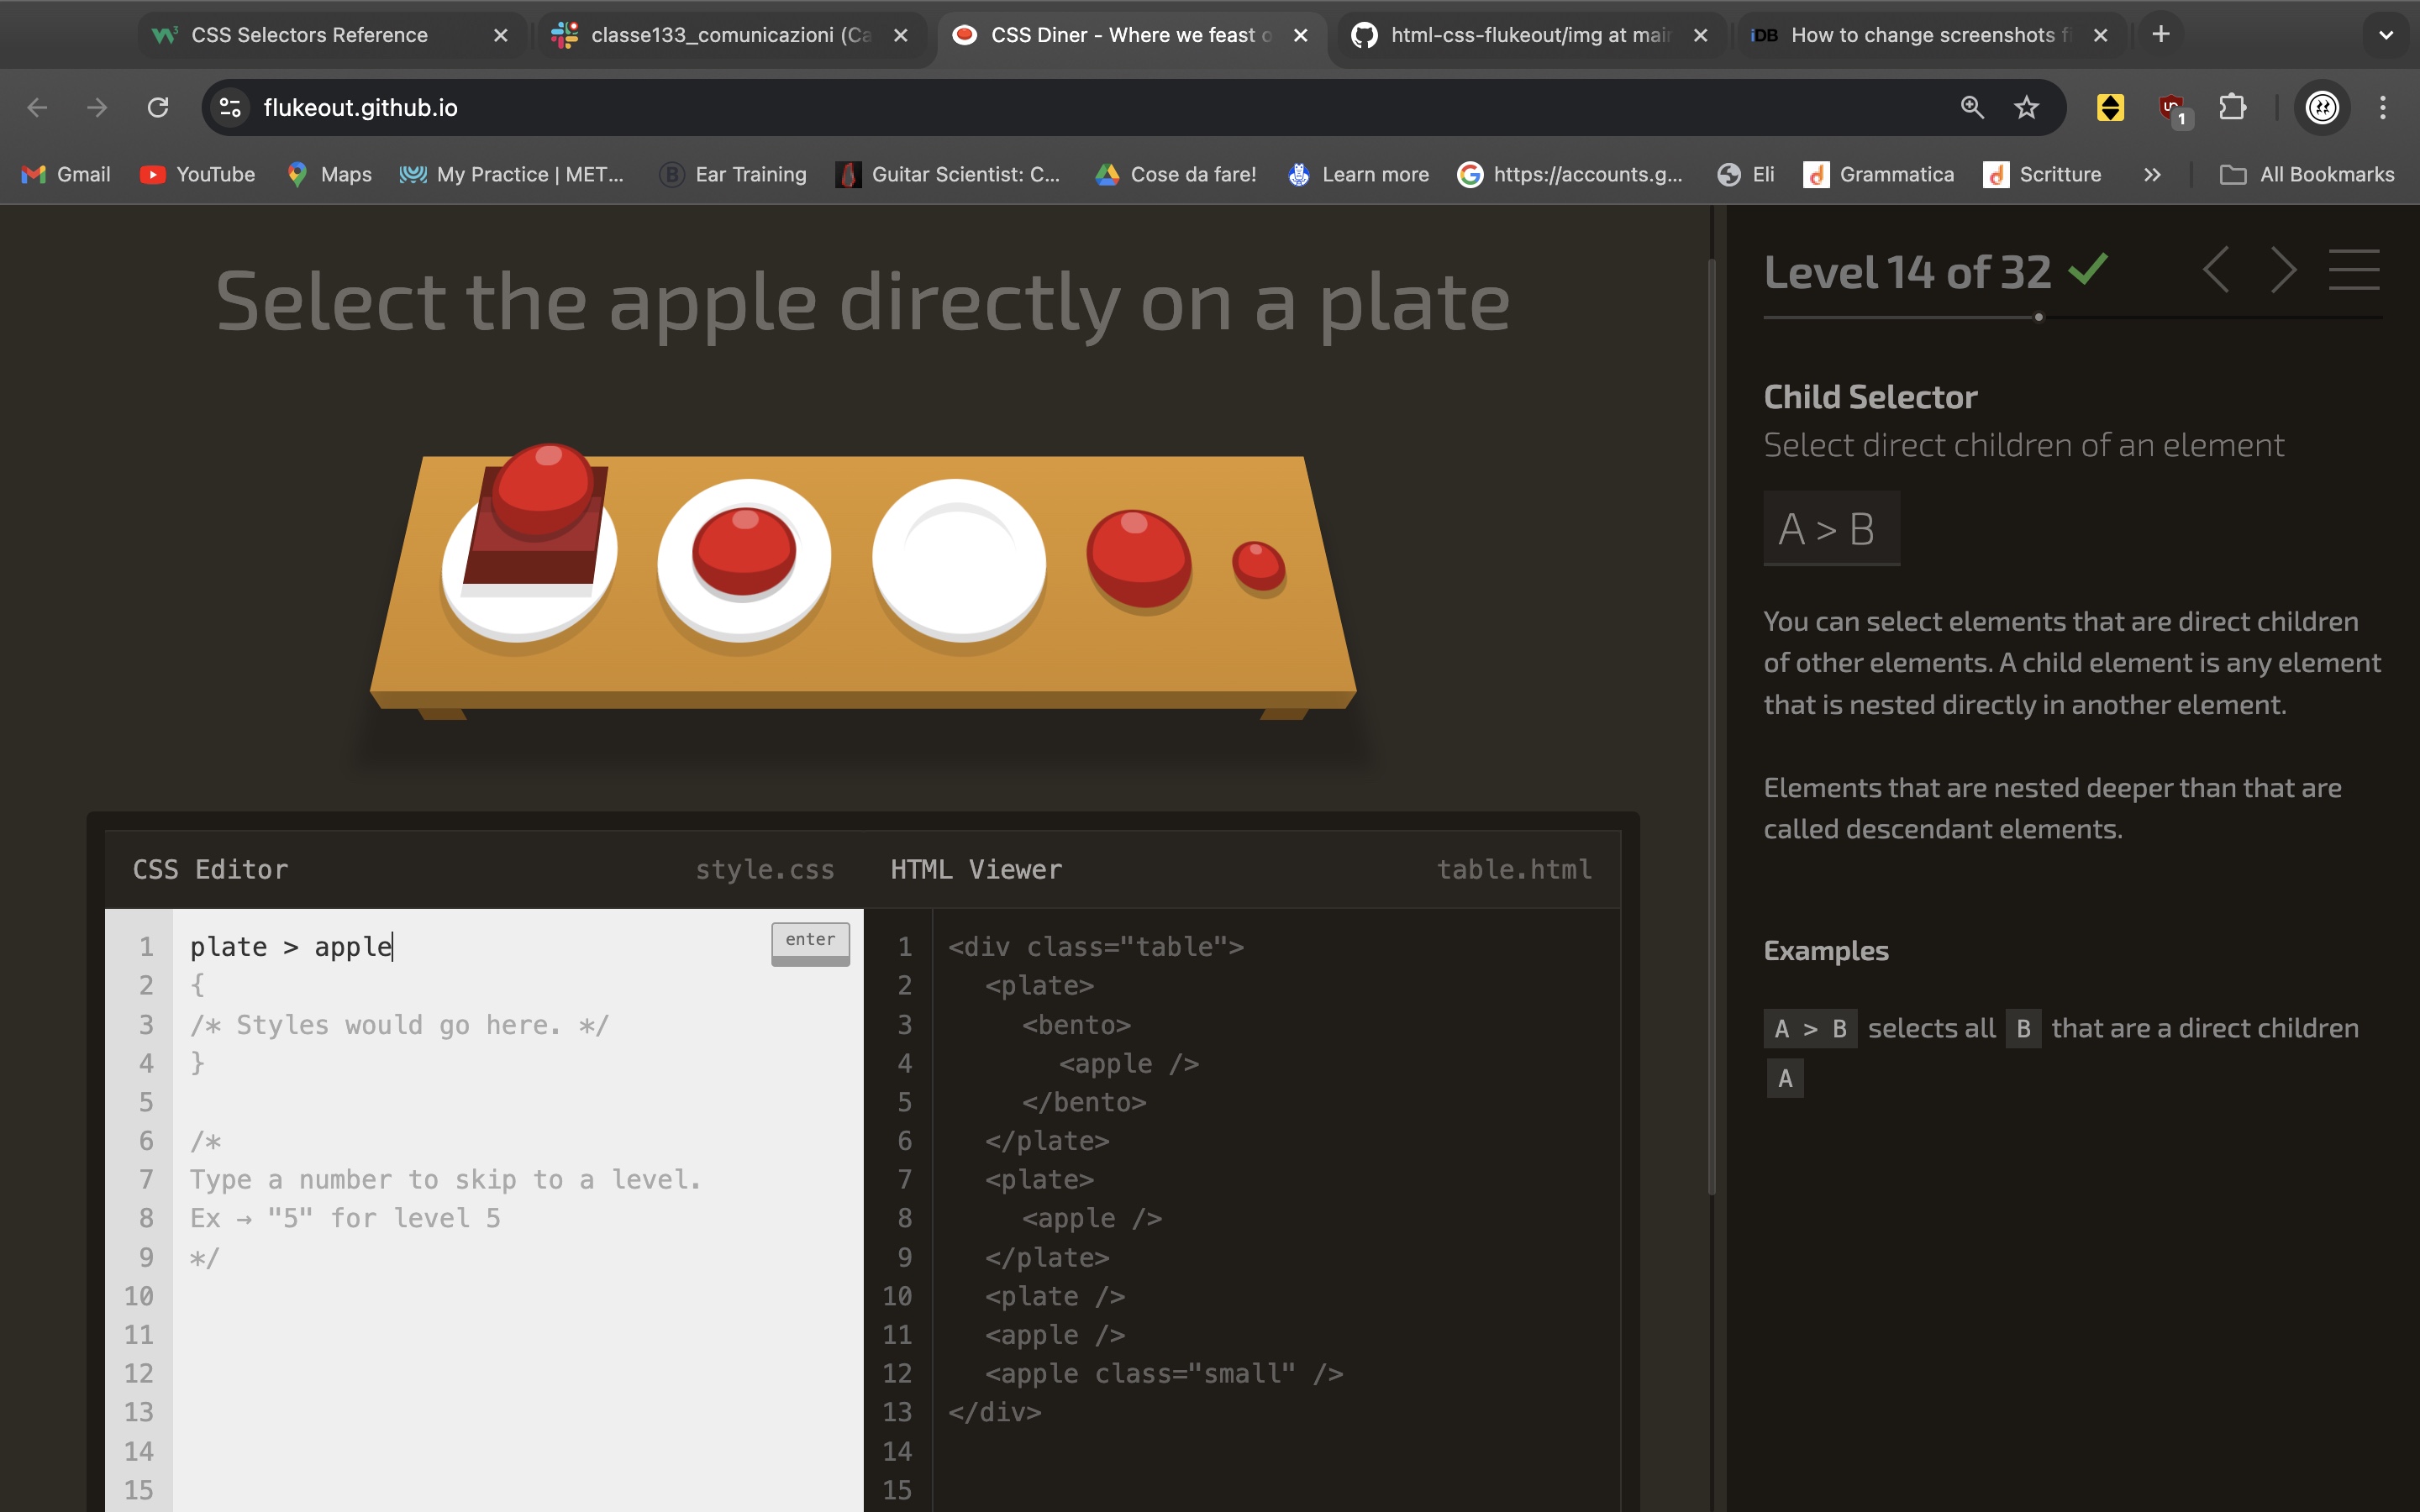 CSS Selectors Reference
classe133_comunicazioni (Ca
CSS Diner - Where we feast o
html-css-flukeout/img at main
iDB How to change screenshots fi
flukeout.github.io
1
Gmail
YouTube
Maps
My Practice | MET...
Ear Training
Guitar Scientist: C...
Cose da fare!
Learn more
https://accounts.g...
Eli
Grammatica
Scritture
All Bookmarks
Select the apple directly on a plate
CSS Editor style.css
1 plate > apple enter
2 {
3 /* Styles would go here. */
4 }
5
6 /*
7 Type a number to skip to a level.
8 Ex → "5" for level 5
9 */
10
11
12
13
14
15
HTML Viewer table.html
1 <div class="table">
2 <plate>
3 <bento>
4 <apple />
5 </bento>
6 </plate>
7 <plate>
8 <apple />
9 </plate>
10 <plate />
11 <apple />
12 <apple class="small" />
13 </div>
14
15
Level 14 of 32
Child Selector
Select direct children of an element
A > B
You can select elements that are direct children
of other elements. A child element is any element
that is nested directly in another element.
Elements that are nested deeper than that are
called descendant elements.
Examples
A > B selects all B that are a direct children
A